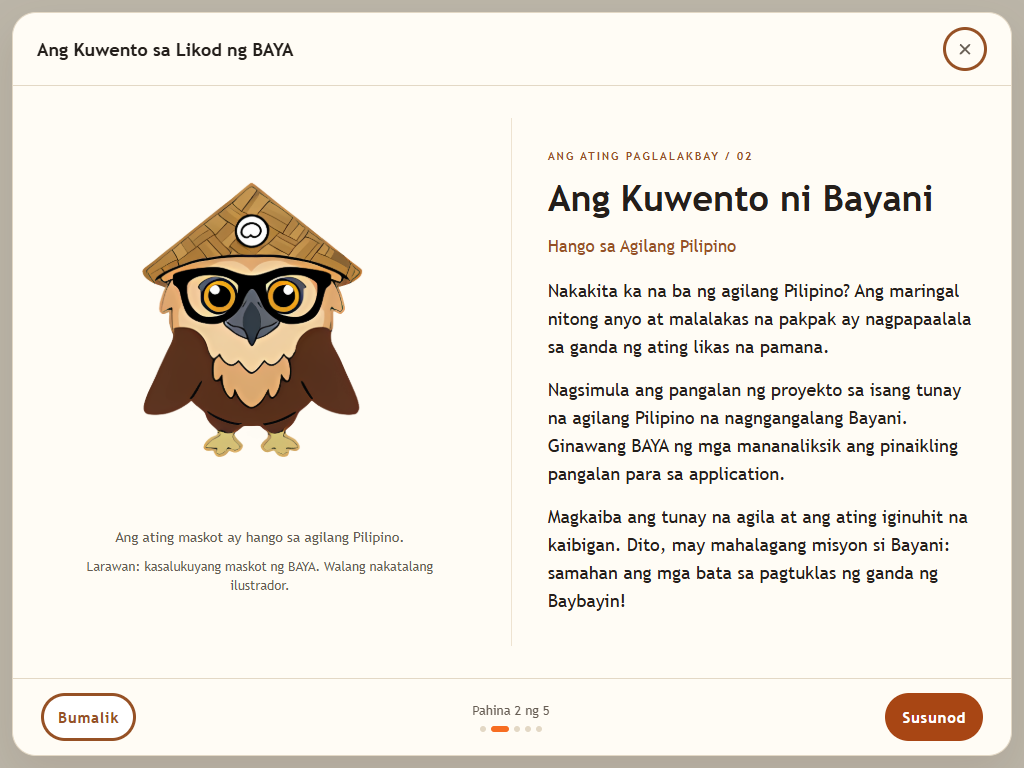 Ang Kuwento sa Likod ng BAYA
ANG ATING PAGLALAKBAY / 02
Ang Kuwento ni Bayani
Hango sa Agilang Pilipino
Nakakita ka na ba ng agilang Pilipino? Ang maringal
nitong anyo at malalakas na pakpak ay nagpapaalala
sa ganda ng ating likas na pamana.
Nagsimula ang pangalan ng proyekto sa isang tunay
na agilang Pilipino na nagngangalang Bayani.
Ginawang BAYA ng mga mananaliksik ang pinaikling
pangalan para sa application.
Magkaiba ang tunay na agila at ang ating iginuhit na
kaibigan. Dito, may mahalagang misyon si Bayani:
samahan ang mga bata sa pagtuklas ng ganda ng
Baybayin!
Ang ating maskot ay hango sa agilang Pilipino.
Larawan: kasalukuyang maskot ng BAYA. Walang nakatalang
ilustrador.
Bumalik
Pahina 2 ng 5
Susunod